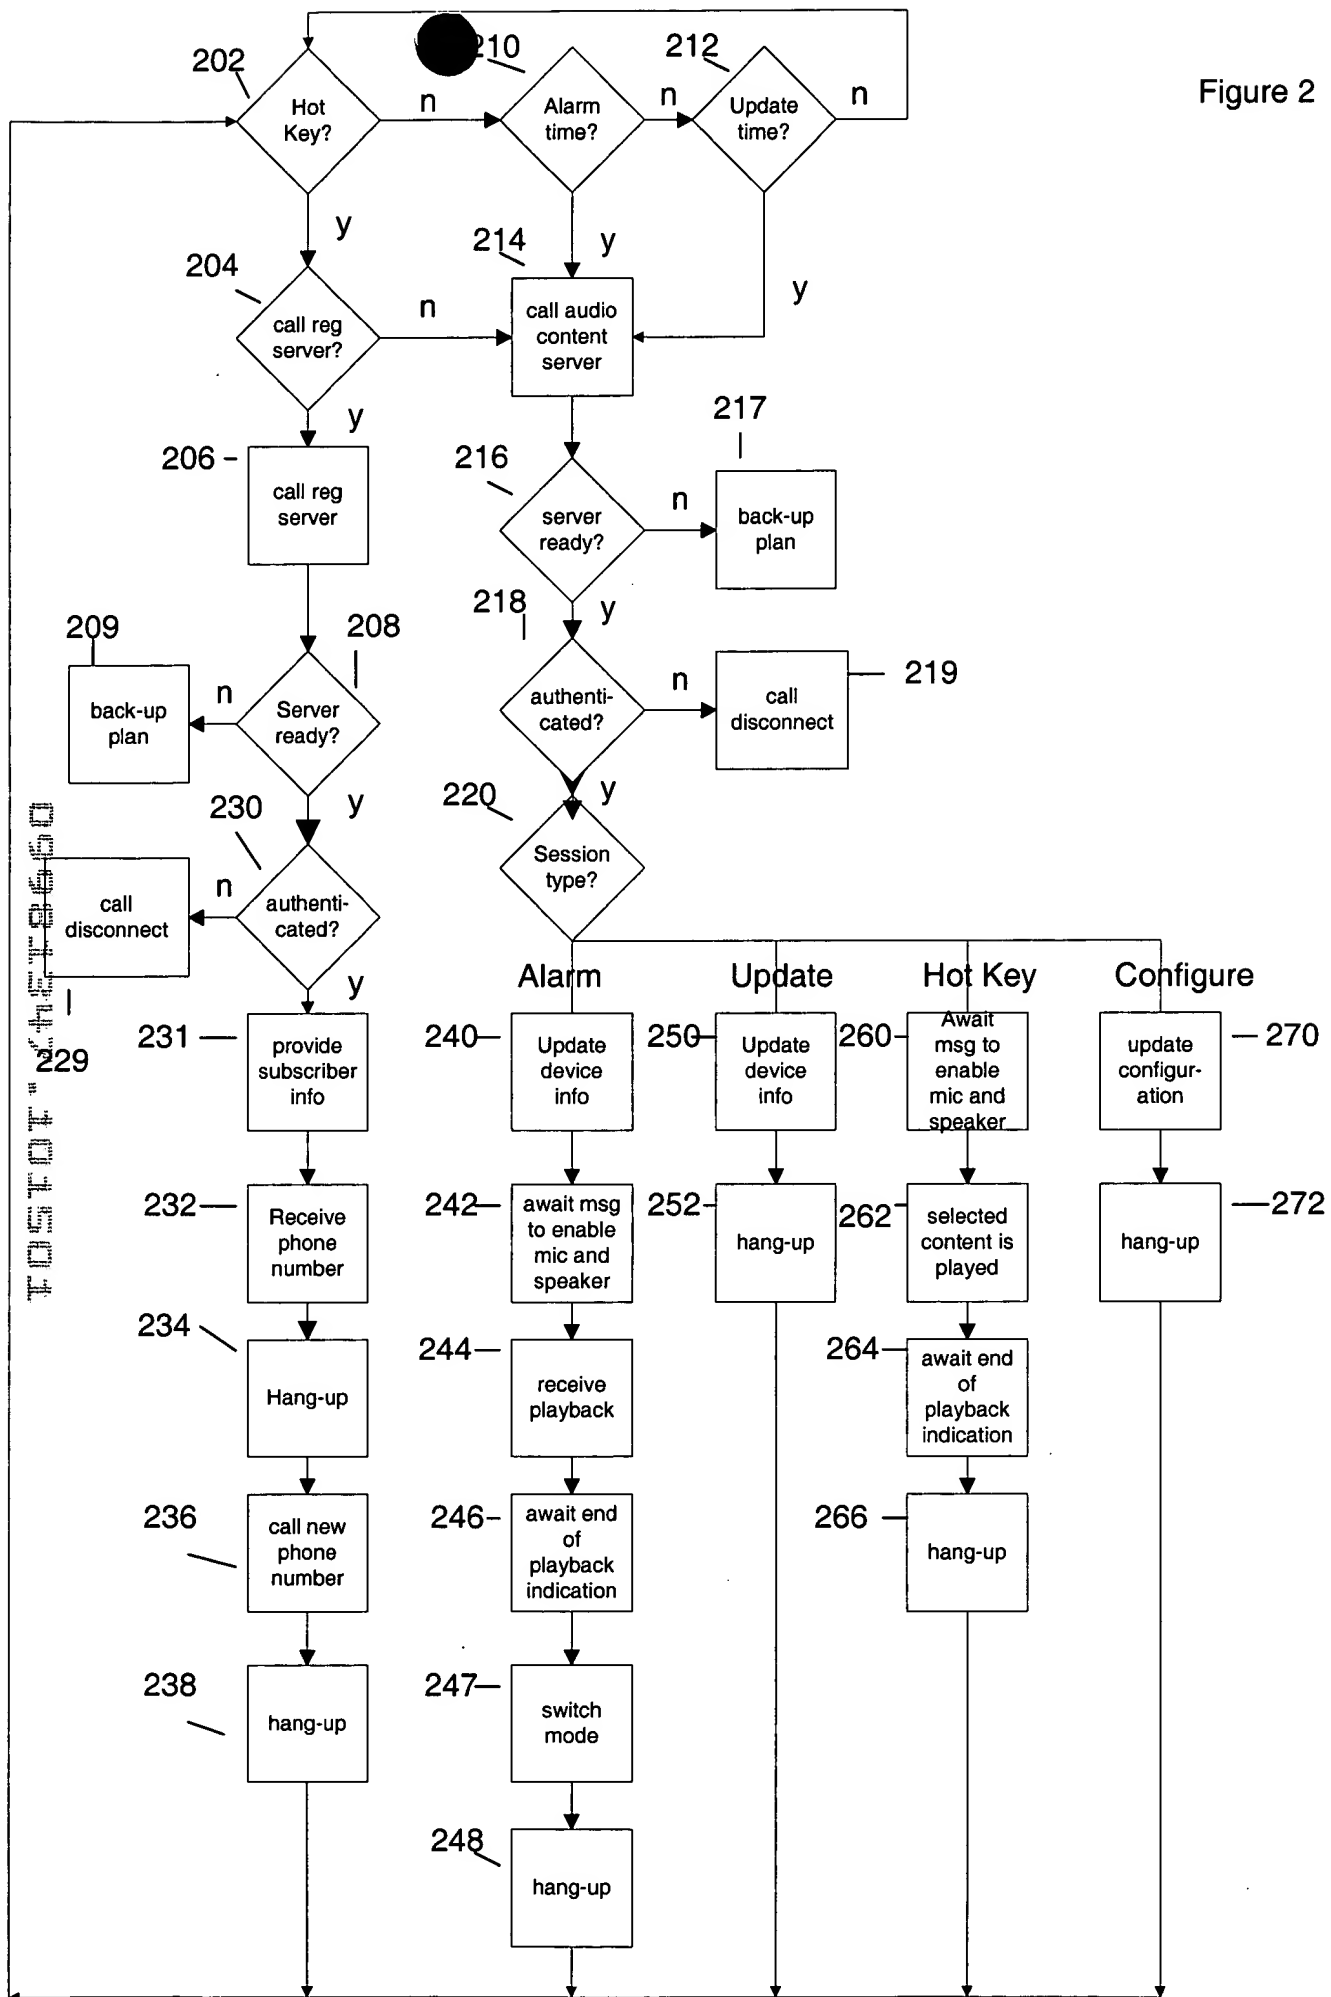 Figure 2
202
210
212
Hot
Key?
n
Alarm
time?
n
Update
time?
n
y
y
y
204
214
call reg
server?
n
call audio
content
server
y
206
call reg
server
216
217
server
ready?
n
back-up
plan
y
209
208
218
219
back-up
plan
n
Server
ready?
authenti-
cated?
n
call
disconnect
y
y
230
220
call
disconnect
n
authenti-
cated?
Session
type?
y
229
Alarm
Update
Hot Key
Configure
231
provide
subscriber
info
240
Update
device
info
250
Update
device
info
260
Await
msg to
enable
mic and
speaker
update
configur-
ation
270
232
Receive
phone
number
242
await msg
to enable
mic and
speaker
252
hang-up
262
selected
content is
played
hang-up
272
234
Hang-up
244
receive
playback
264
await end
of
playback
indication
236
call new
phone
number
246
await end
of
playback
indication
266
hang-up
238
hang-up
247
switch
mode
248
hang-up